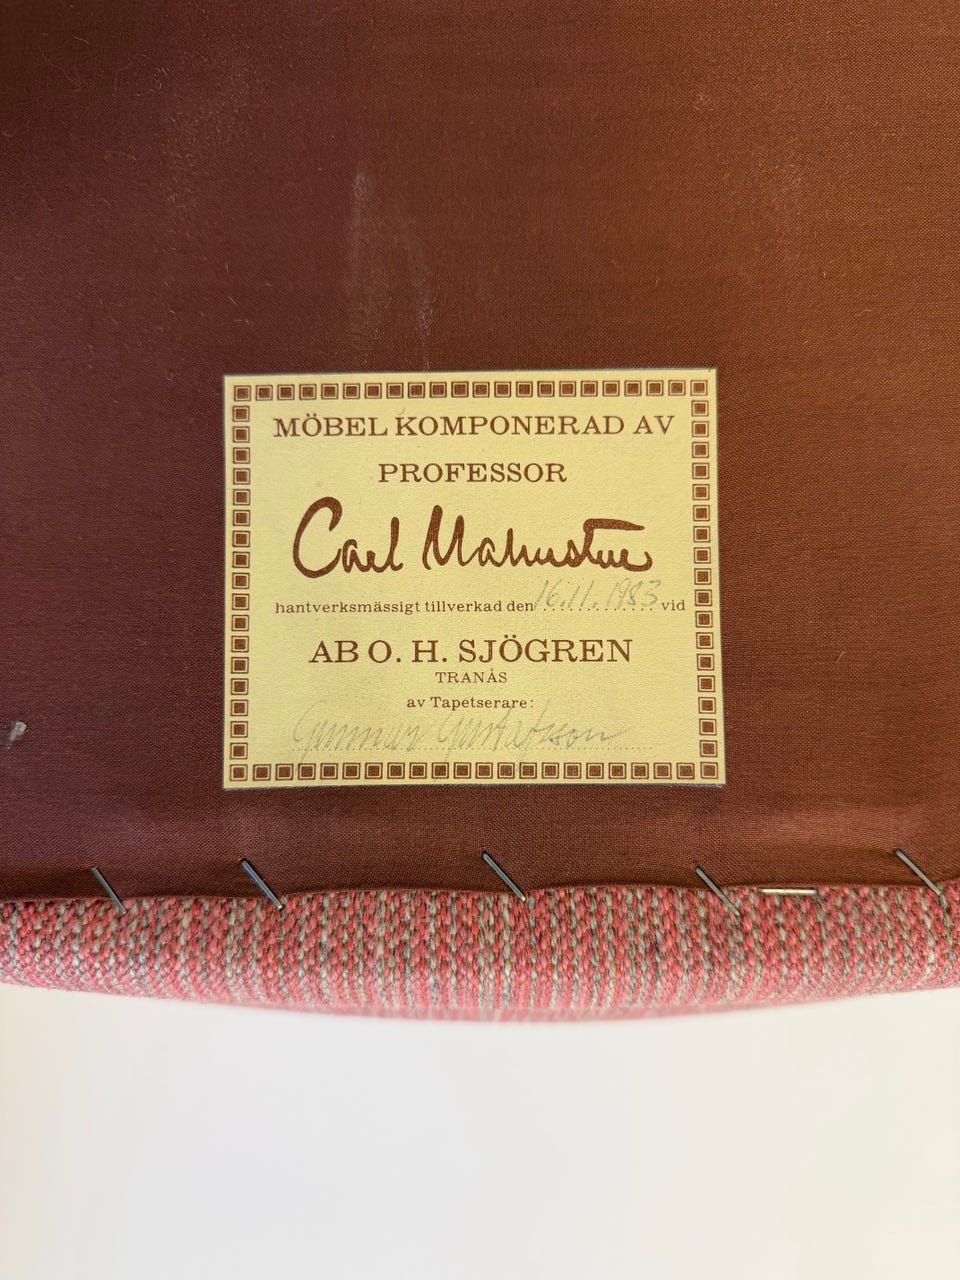 MÖBEL KOMPONERAD AV
PROFESSOR
Carl Malmsten
hantverksmässigt tillverkad den 16.11.1983 vid
AB O. H. SJÖGREN
TRANÅS
av Tapetserare:
Gunnar Gustafsson